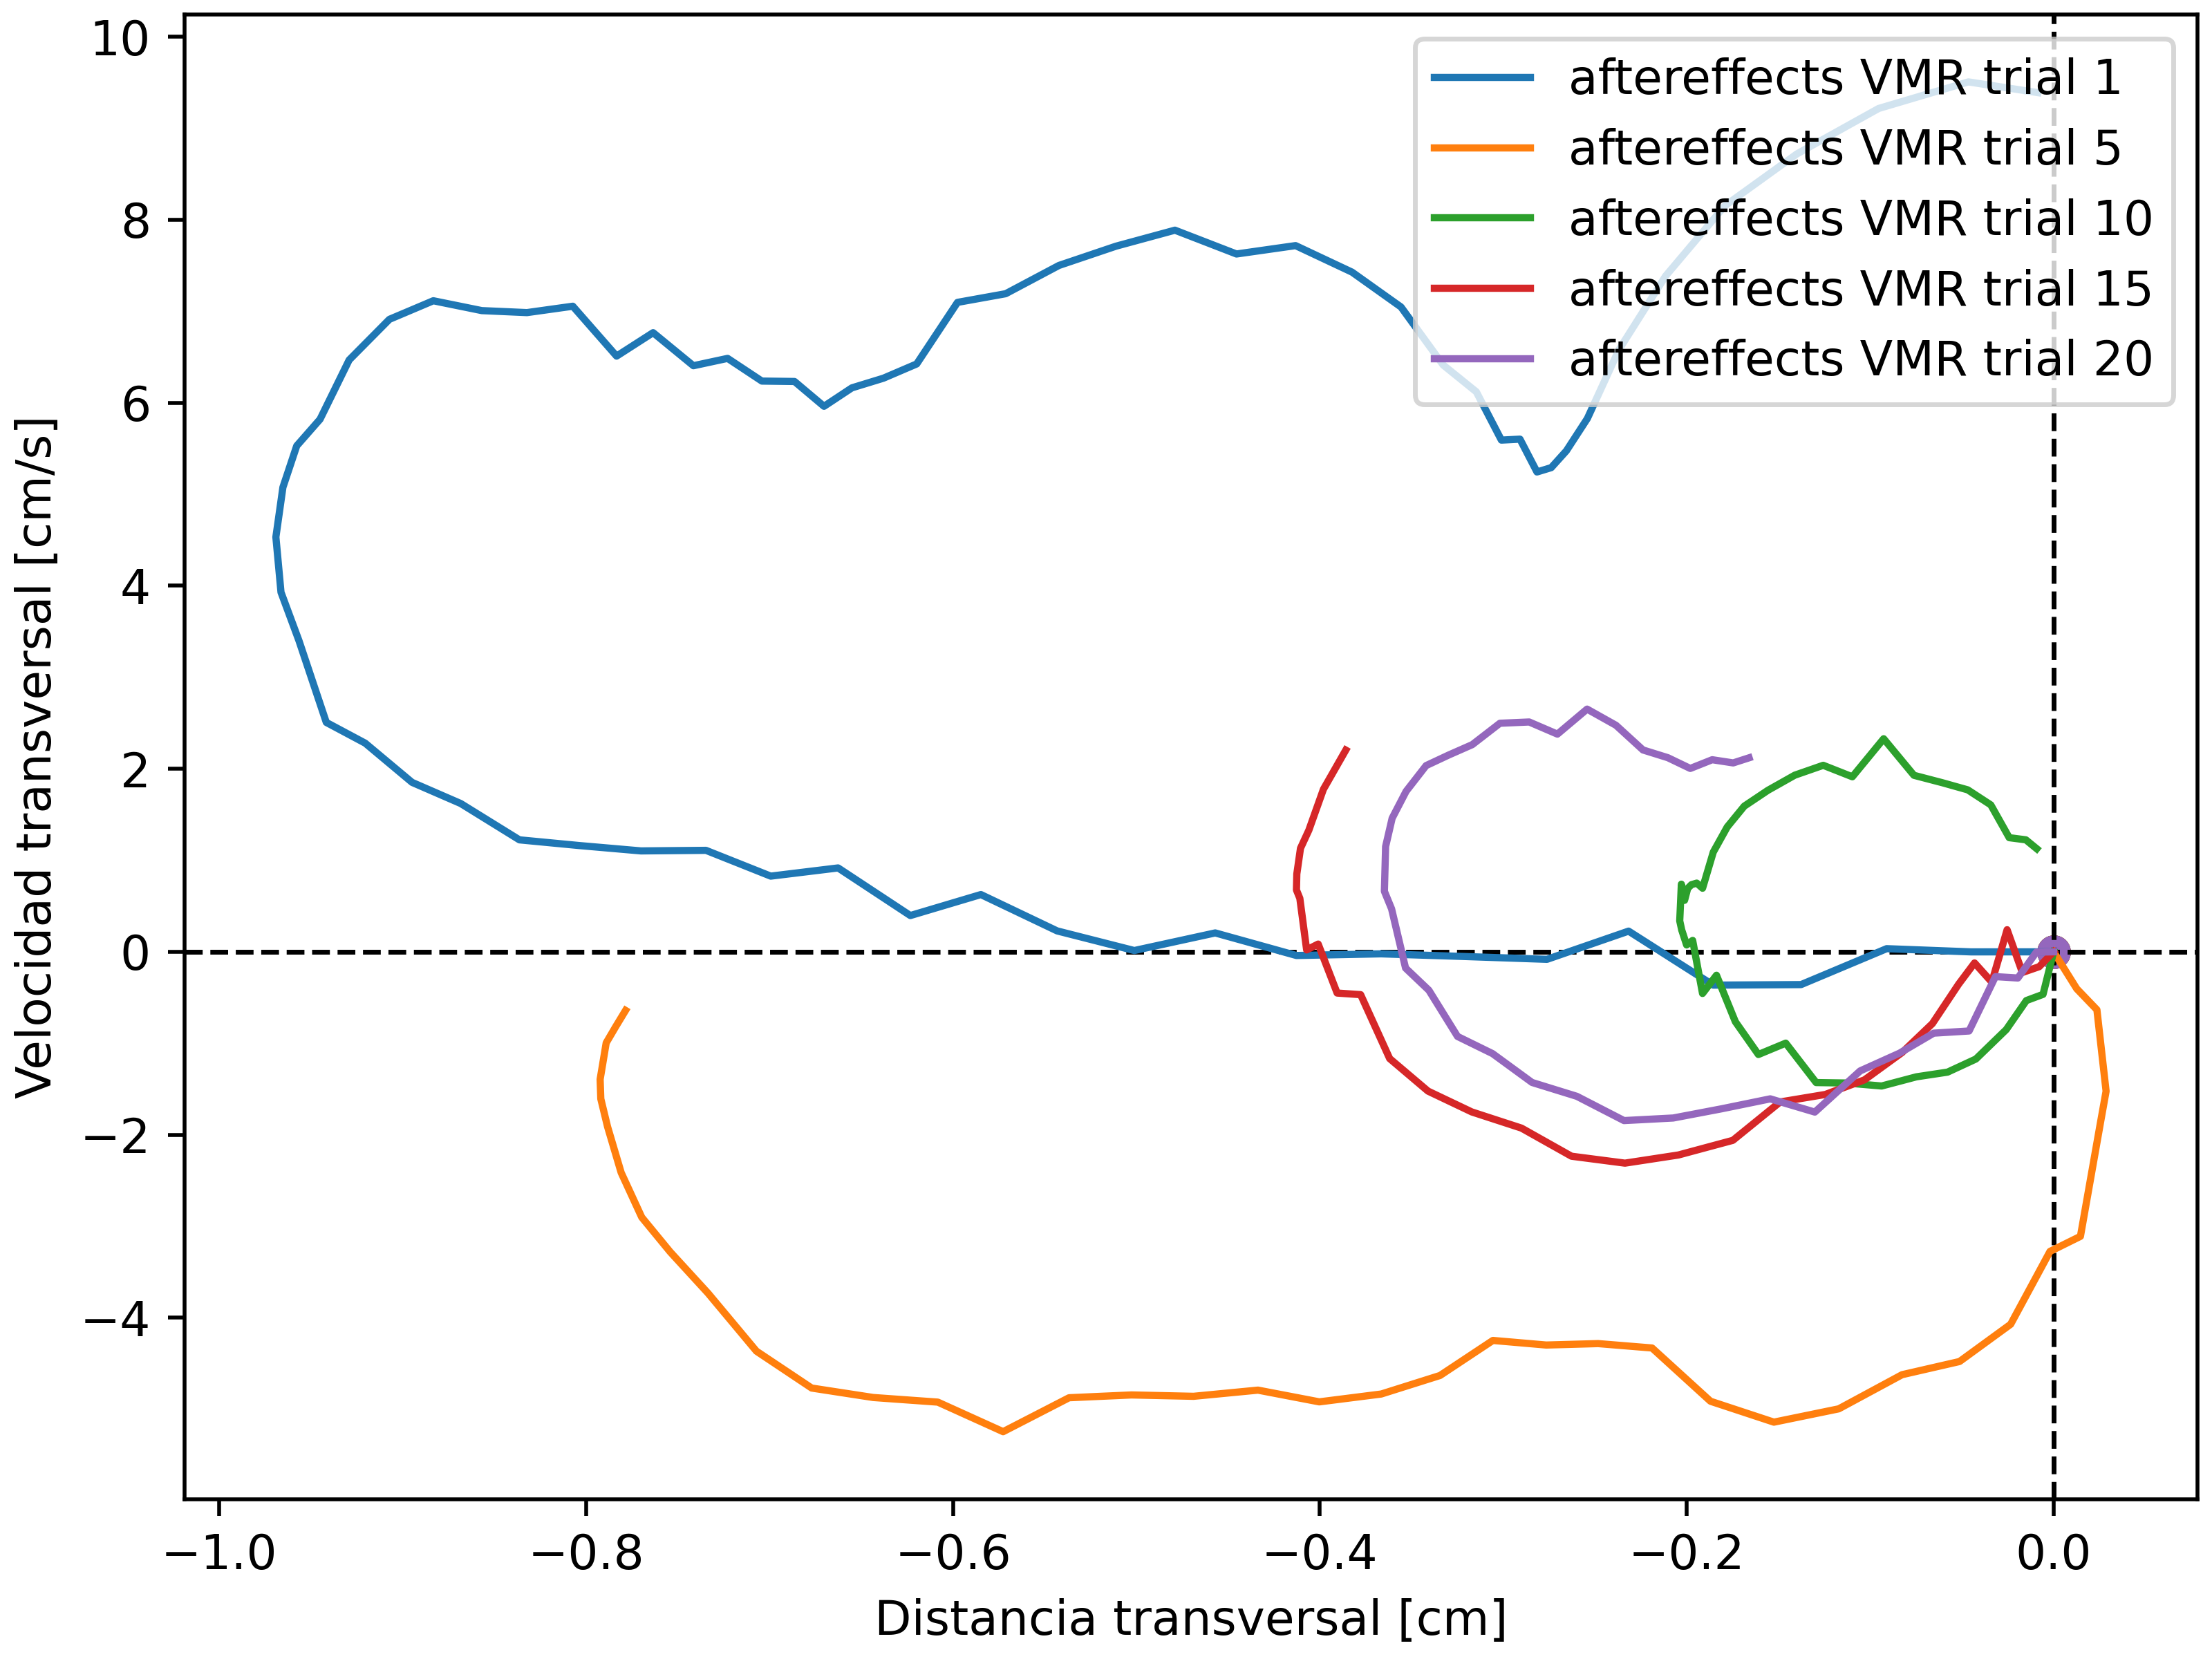 10
8
6
4
2
0
−2
−4
Velocidad transversal [cm/s]
aftereffects VMR trial 1
aftereffects VMR trial 5
aftereffects VMR trial 10
aftereffects VMR trial 15
aftereffects VMR trial 20
−1.0 −0.8 −0.6 −0.4 −0.2 0.0
Distancia transversal [cm]